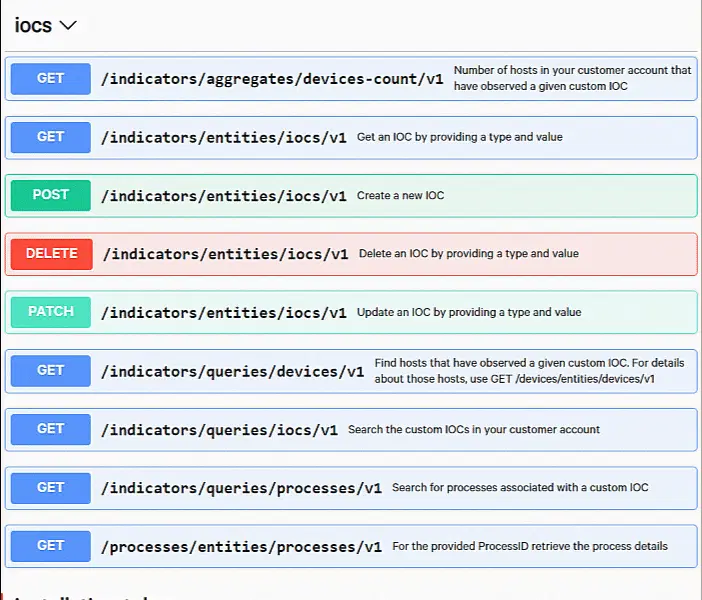 iocs
GET /indicators/aggregates/devices-count/v1 Number of hosts in your customer account that
have observed a given custom IOC
GET /indicators/entities/iocs/v1 Get an IOC by providing a type and value
POST /indicators/entities/iocs/v1 Create a new IOC
DELETE /indicators/entities/iocs/v1 Delete an IOC by providing a type and value
PATCH /indicators/entities/iocs/v1 Update an IOC by providing a type and value
GET /indicators/queries/devices/v1 Find hosts that have observed a given custom IOC. For details
about those hosts, use GET /devices/entities/devices/v1
GET /indicators/queries/iocs/v1 Search the custom IOCs in your customer account
GET /indicators/queries/processes/v1 Search for processes associated with a custom IOC
GET /processes/entities/processes/v1 For the provided ProcessID retrieve the process details